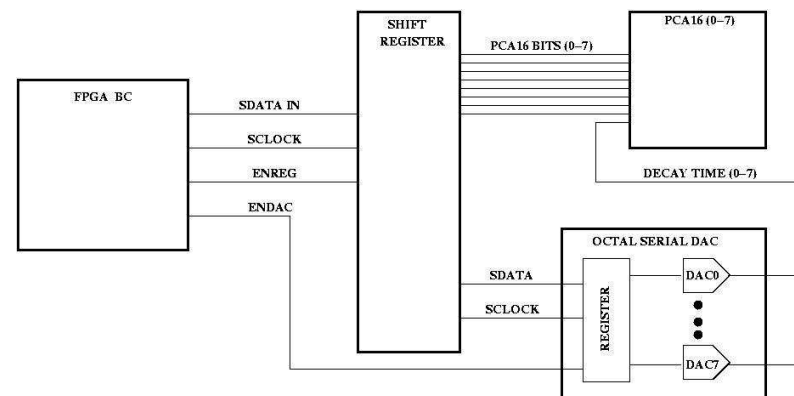 SHIFT
REGISTER
PCA16 (0–7)
PCA16 BITS (0–7)
FPGA BC
SDATA IN
SCLOCK
ENREG
ENDAC
DECAY TIME (0–7)
OCTAL SERIAL DAC
SDATA
SCLOCK
REGISTER
DAC0
DAC7